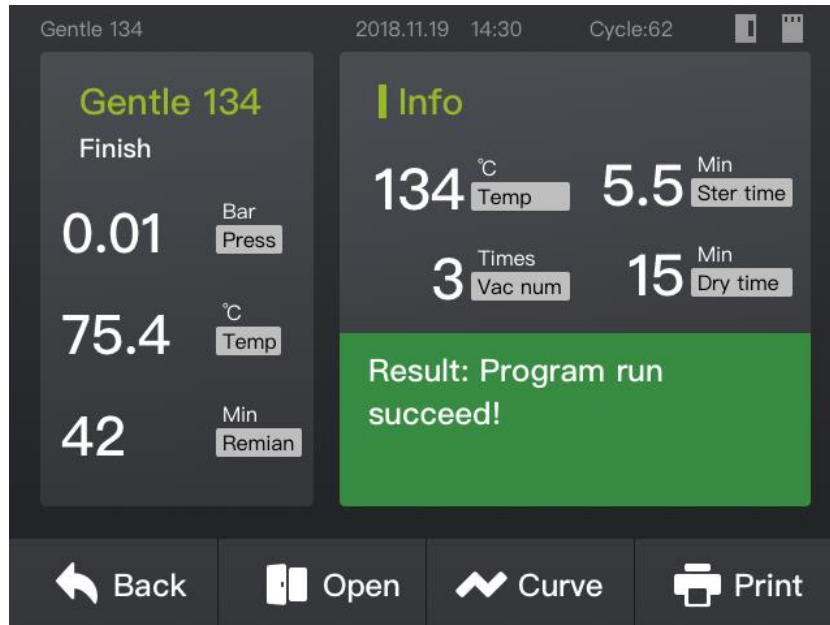 Gentle 134 2018.11.19 14:30 Cycle:62
Gentle 134
Finish
0.01 Bar Press
75.4 ℃ Temp
42 Min Remian
Info
134 ℃ Temp 5.5 Min Ster time
3 Times Vac num 15 Min Dry time
Result: Program run
succeed!
Back Open Curve Print